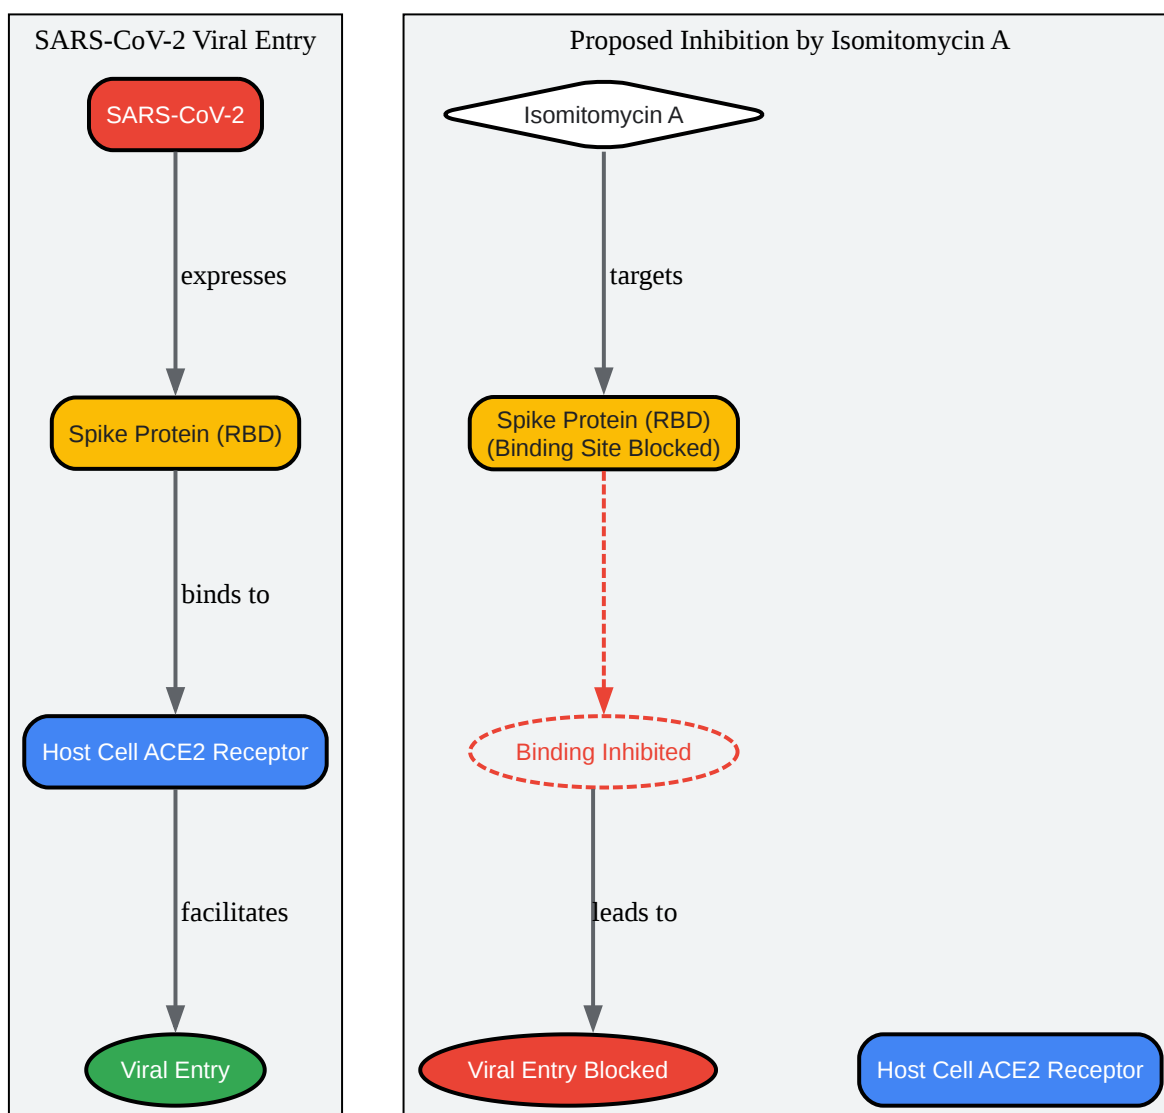 SARS-CoV-2 Viral Entry
SARS-CoV-2
expresses
Spike Protein (RBD)
binds to
Host Cell ACE2 Receptor
facilitates
Viral Entry
Proposed Inhibition by Isomitomycin A
Isomitomycin A
targets
Spike Protein (RBD)
(Binding Site Blocked)
Binding Inhibited
leads to
Viral Entry Blocked
Host Cell ACE2 Receptor